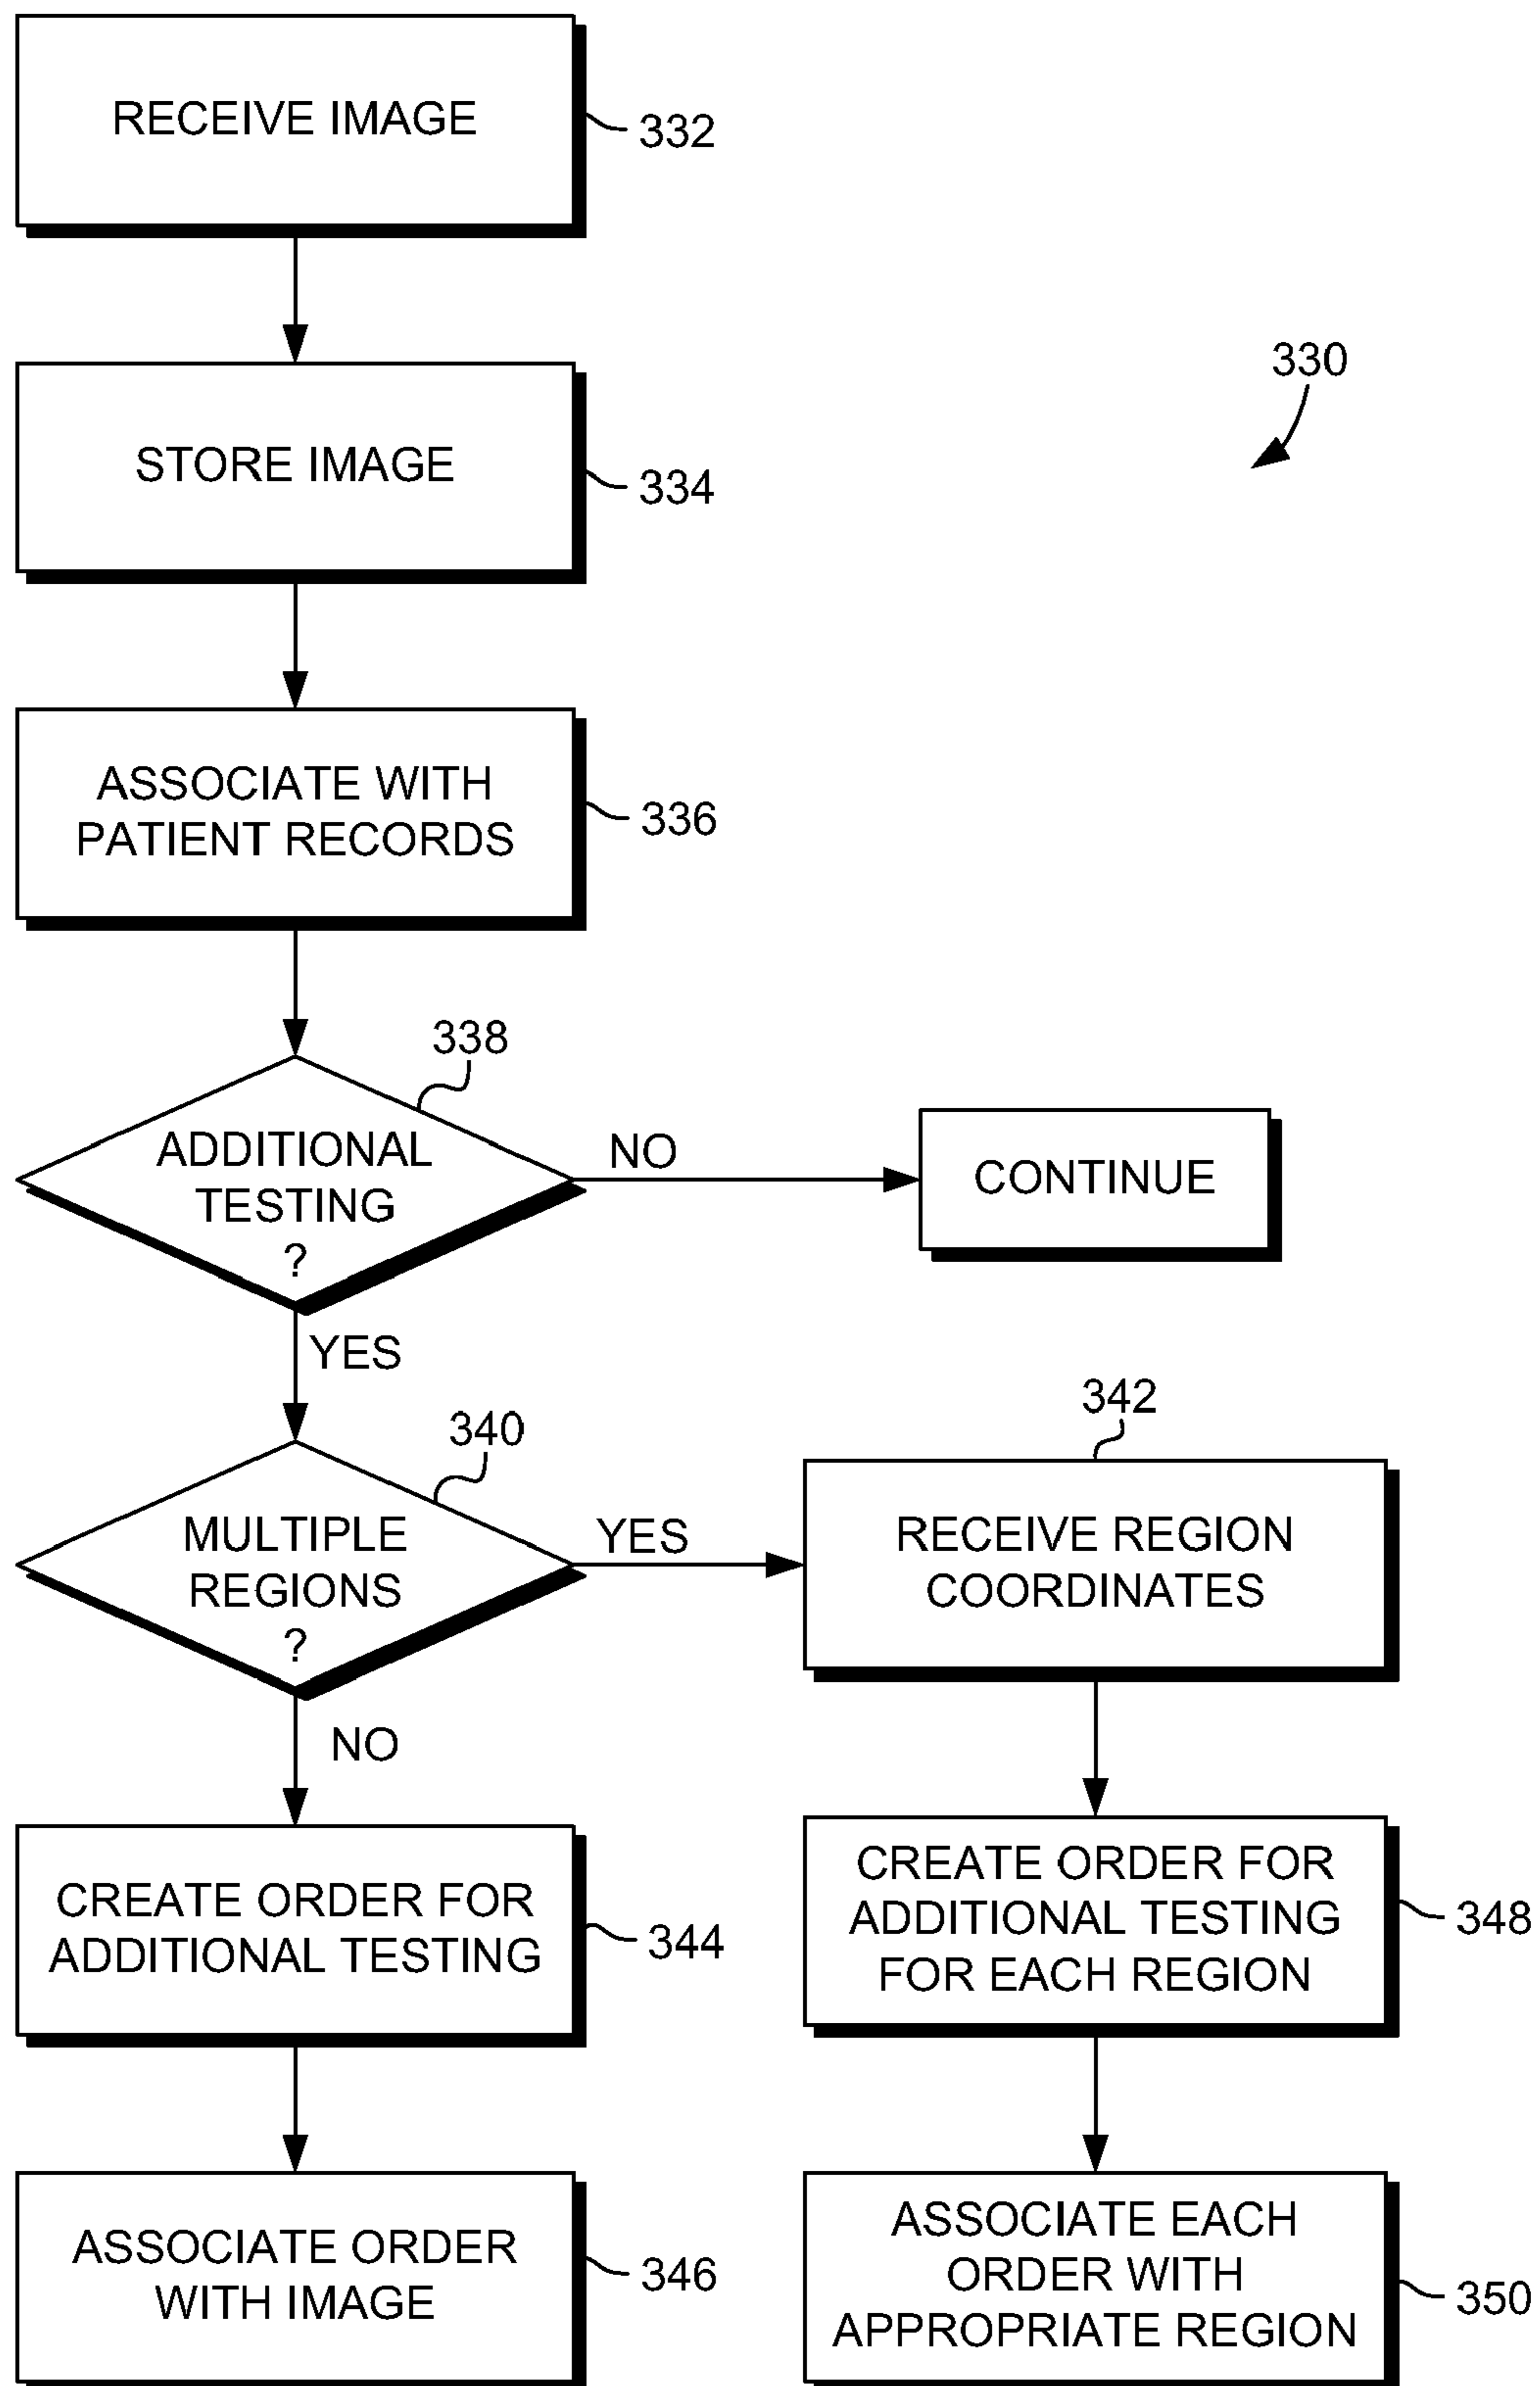 RECEIVE IMAGE
332
330
STORE IMAGE
334
ASSOCIATE WITH
PATIENT RECORDS
336
338
ADDITIONAL
TESTING
?
NO
CONTINUE
YES
340
MULTIPLE
REGIONS
?
YES
342
RECEIVE REGION
COORDINATES
NO
CREATE ORDER FOR
ADDITIONAL TESTING
344
CREATE ORDER FOR
ADDITIONAL TESTING
FOR EACH REGION
348
ASSOCIATE ORDER
WITH IMAGE
346
ASSOCIATE EACH
ORDER WITH
APPROPRIATE REGION
350